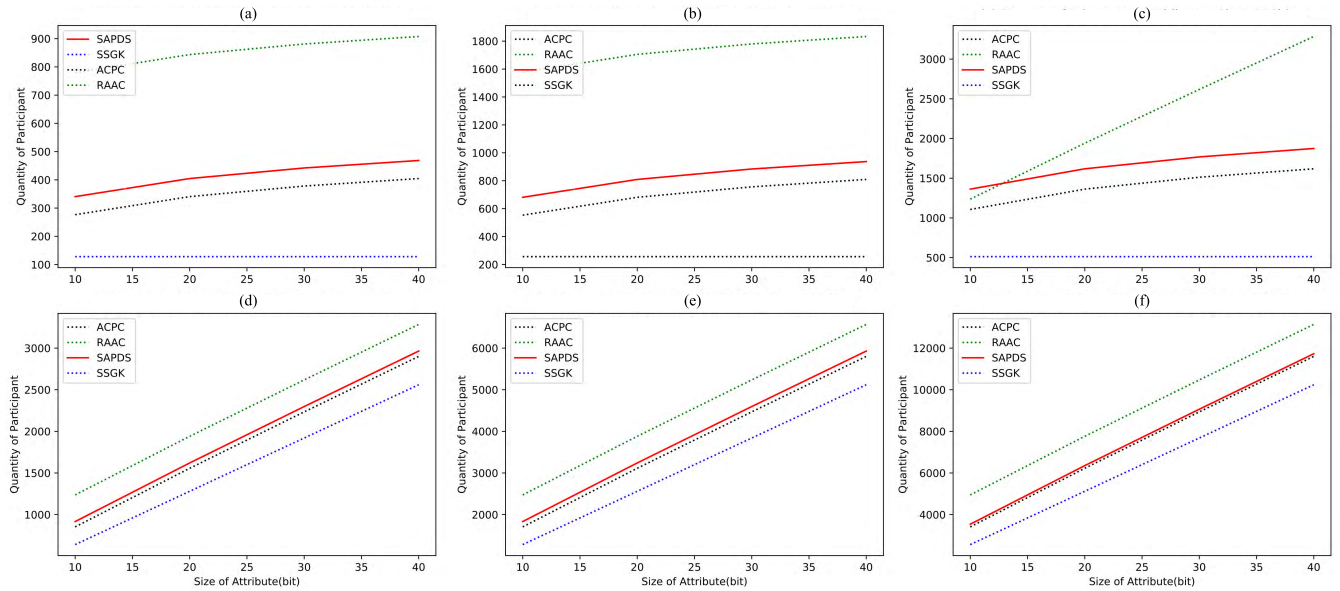 (a)
SAPDS
SSGK
ACPC
RAAC
Quantity of Participant
900
800
700
600
500
400
300
200
100
10 15 20 25 30 35 40
(b)
ACPC
RAAC
SAPDS
SSGK
Quantity of Participant
1800
1600
1400
1200
1000
800
600
400
200
10 15 20 25 30 35 40
(c)
ACPC
RAAC
SAPDS
SSGK
Quantity of Participant
3000
2500
2000
1500
1000
500
10 15 20 25 30 35 40
(d)
ACPC
RAAC
SAPDS
SSGK
Quantity of Participant
3000
2500
2000
1500
1000
10 15 20 25 30 35 40
Size of Attribute(bit)
(e)
ACPC
RAAC
SAPDS
SSGK
Quantity of Participant
6000
5000
4000
3000
2000
10 15 20 25 30 35 40
Size of Attribute(bit)
(f)
ACPC
RAAC
SAPDS
SSGK
Quantity of Participant
12000
10000
8000
6000
4000
10 15 20 25 30 35 40
Size of Attribute(bit)